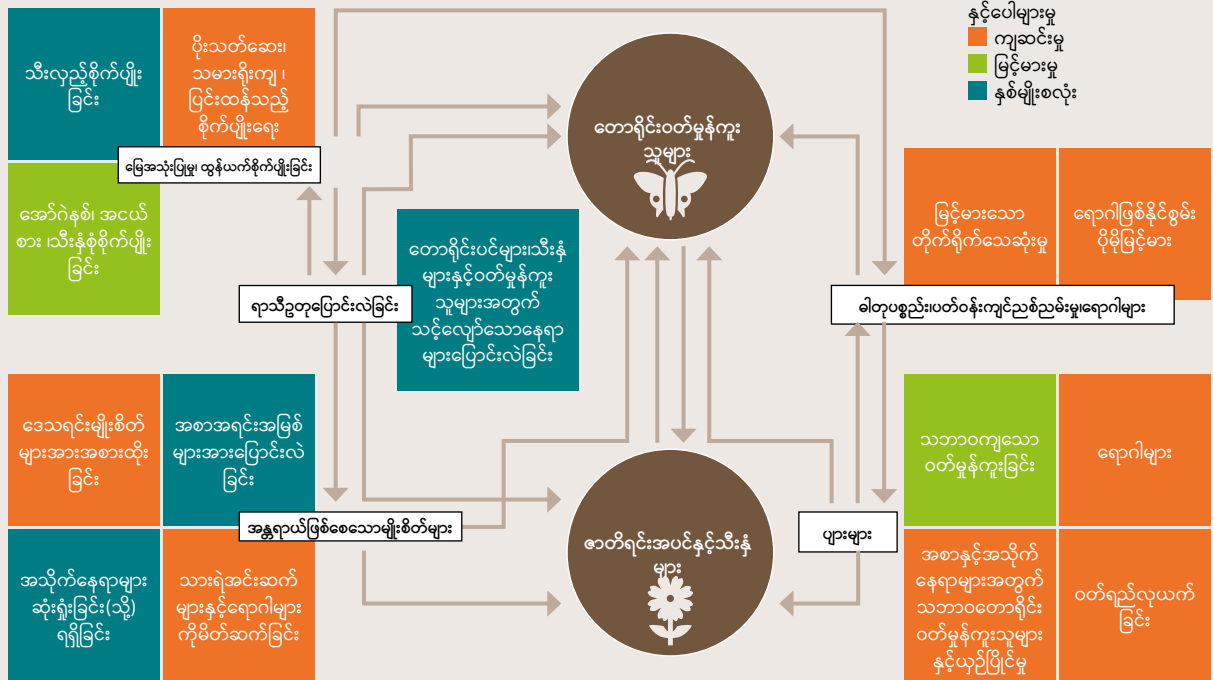 နှင့်ပေါများမှု
ကျဆင်းမှု
မြင့်မားမှု
နှစ်မျိုးစလုံး
သီးလှည့်စိုက်ပျိုး
ခြင်း
ပိုးသတ်ဆေး၊
သမားရိုးကျ ၊
ပြင်းထန်သည့်
စိုက်ပျိုးရေး
မြေအသုံးပြုမှု၊ ထွန်ယက်စိုက်ပျိုးခြင်း
အော်ဂဲနစ်၊ အငယ်
စား ၊သီးနှံစုံစိုက်ပျိုး
ခြင်း
တောရိုင်းဝတ်မှုန်ကူး
သူများ
တောရိုင်းပင်များ၊သီးနှံ
များနှင့်ဝတ်မှုန်ကူး
သူများအတွက်
သင့်လျော်သောနေရာ
များပြောင်းလဲခြင်း
ရာသီဥတုပြောင်းလဲခြင်း
မြင့်မားသော
တိုက်ရိုက်သေဆုံးမှု
ရောဂါဖြစ်နိုင်စွမ်း
ပိုမိုမြင့်မား
ဓါတုပစ္စည်း၊ပတ်ဝန်းကျင်ညစ်ညမ်းမှု၊ရောဂါများ
ဒေသရင်းမျိုးစိတ်
များအားအစားထိုး
ခြင်း
အစာအရင်းအမြစ်
များအားပြောင်းလဲ
ခြင်း
အန္တရာယ်ဖြစ်စေသောမျိုးစိတ်များ
အသိုက်နေရာများ
ဆုံးရှုံးခြင်း(သို့)
ရရှိခြင်း
သားရဲအင်းဆက်
များနှင့်ရောဂါများ
ကိုမိတ်ဆက်ခြင်း
ဇာတိရင်းအပင်နှင့်သီးနှံ
များ
သဘာဝကျသော
ဝတ်မှုန်ကူးခြင်း
ရောဂါများ
ပျားများ
အစာနှင့်အသိုက်
နေရာများအတွက်
သဘာဝတောရိုင်း
ဝတ်မှုန်ကူးသူများ
နှင့်ယှဉ်ပြိုင်မှု
ဝတ်ရည်လုယက်
ခြင်း